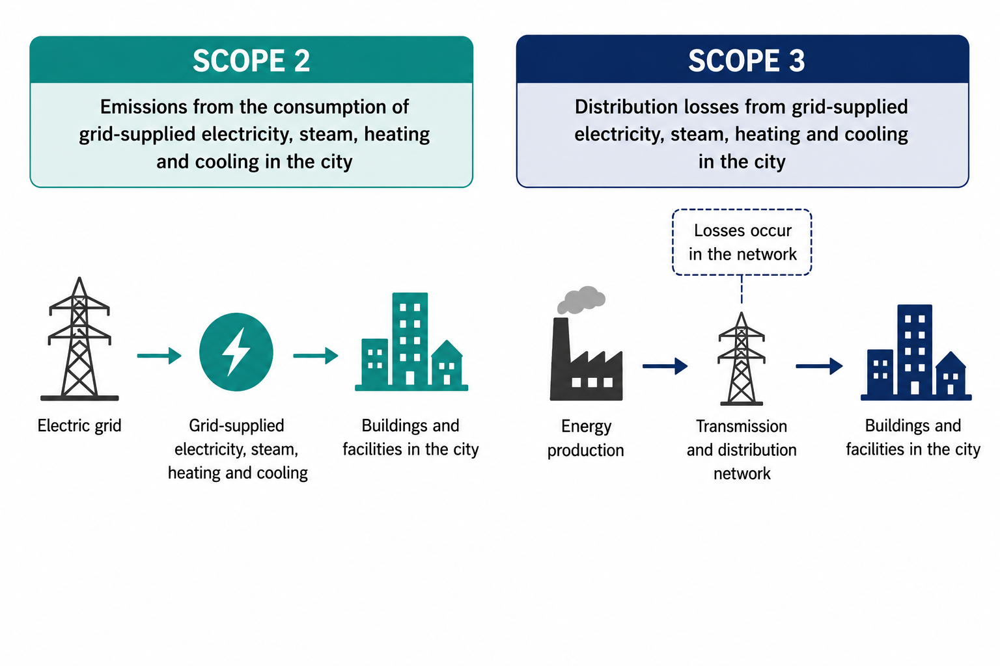 SCOPE 2
Emissions from the consumption of
grid-supplied electricity, steam, heating
and cooling in the city
Electric grid
Grid-supplied
electricity, steam,
heating and cooling
Buildings and
facilities in the city
SCOPE 3
Distribution losses from grid-supplied
electricity, steam, heating and cooling
in the city
Losses occur
in the network
Energy
production
Transmission
and distribution
network
Buildings and
facilities in the city